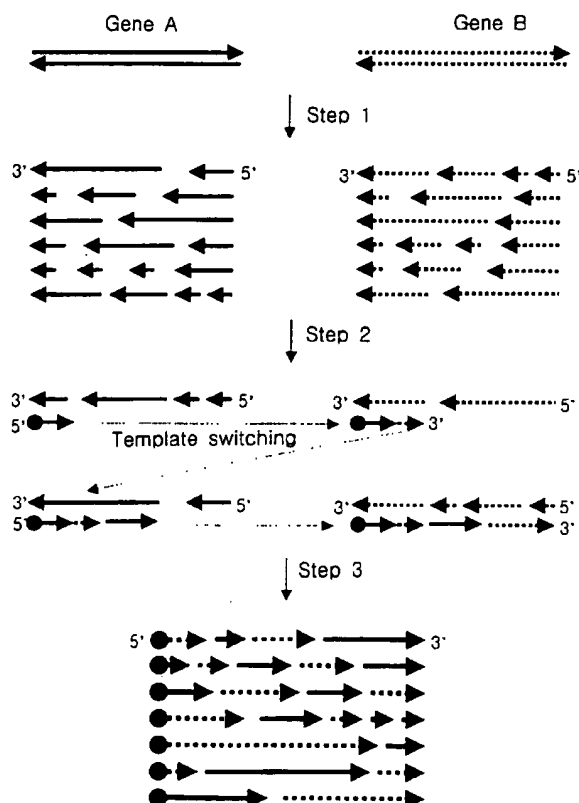 Gene A Gene B
Step 1
3' 5' 3' 5'
Step 2
3' 5' 3' 5'
5' 3'
Template switching
3' 5' 3' 5'
5' 3'
Step 3
5' 3'